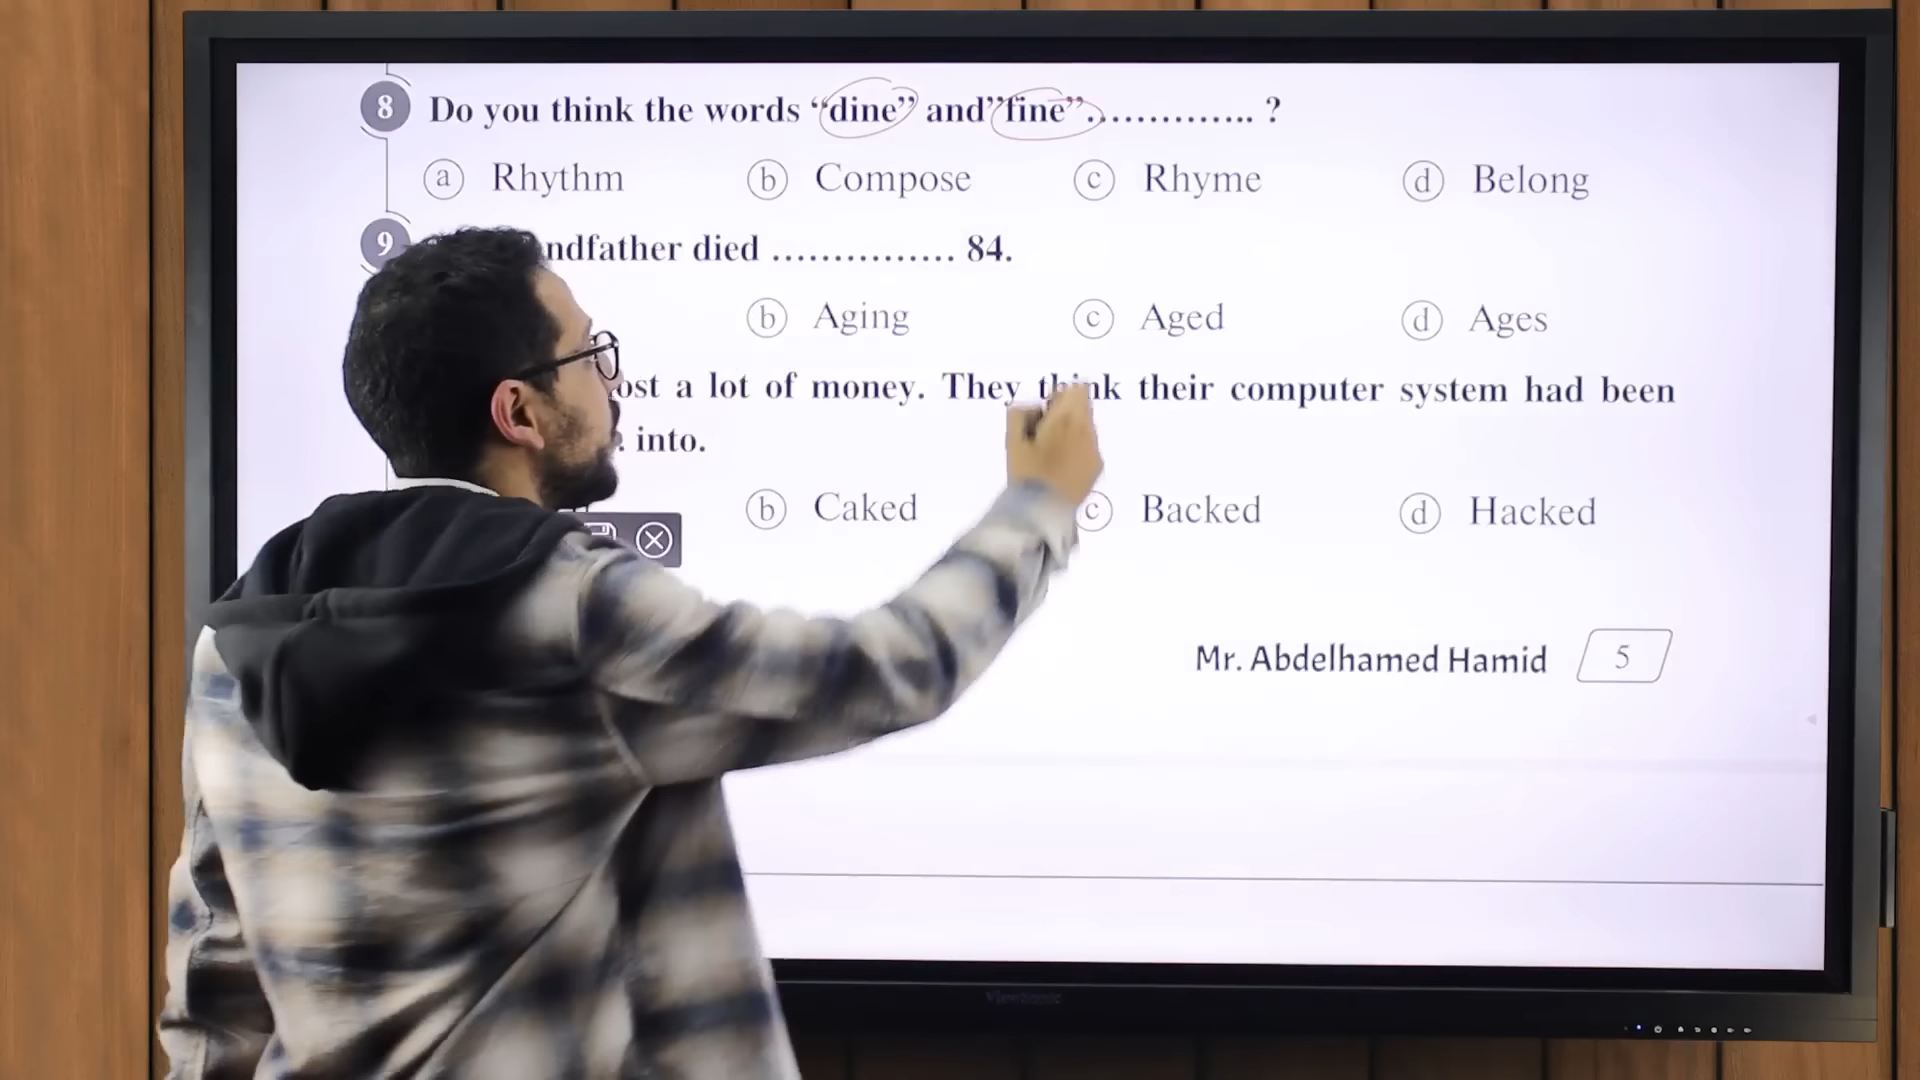 8 Do you think the words “dine” and”fine”.………….. ?
a Rhythm b Compose c Rhyme d Belong
9 ndfather died …………… 84.
b Aging c Aged d Ages
ost a lot of money. They think their computer system had been
. into.
b Caked c Backed d Hacked
Mr. Abdelhamed Hamid 5
ViewSonic